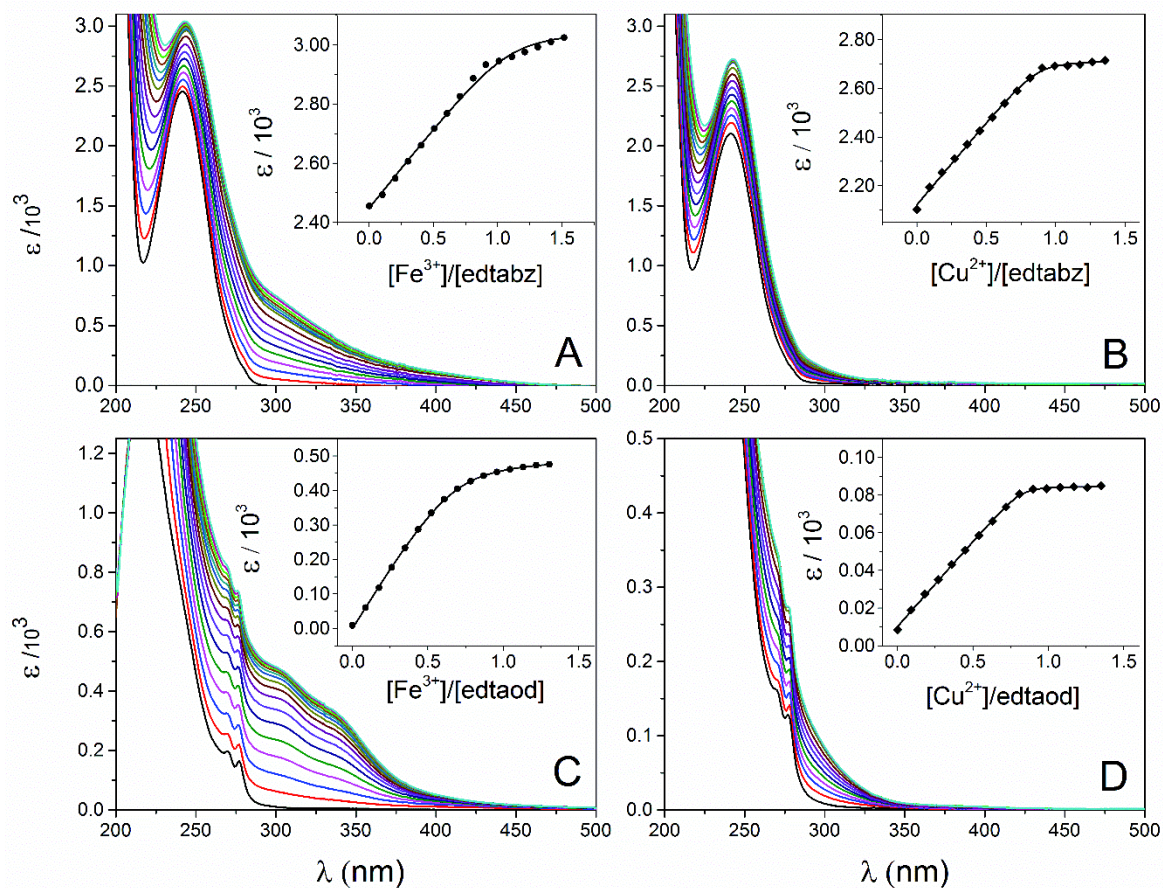 3.0
2.5
2.0
1.5
1.0
0.5
0.0
ε /10³
200 250 300 350 400 450 500
3.00
2.80
2.60
2.40
ε / 10³
0.0 0.5 1.0 1.5
[Fe³⁺]/[edtabz]
A
3.0
2.5
2.0
1.5
1.0
0.5
0.0
200 250 300 350 400 450 500
2.80
2.60
2.40
2.20
ε / 10³
0.0 0.5 1.0 1.5
[Cu²⁺]/[edtabz]
B
1.2
1.0
0.8
0.6
0.4
0.2
0.0
ε /10³
200 250 300 350 400 450 500
λ (nm)
0.50
0.40
0.30
0.20
0.10
0.00
ε / 10³
0.0 0.5 1.0 1.5
[Fe³⁺]/[edtaod]
C
0.5
0.4
0.3
0.2
0.1
0.0
200 250 300 350 400 450 500
λ (nm)
0.10
0.08
0.06
0.04
0.02
0.00
ε / 10³
0.0 0.5 1.0 1.5
[Cu²⁺]/edtaod]
D